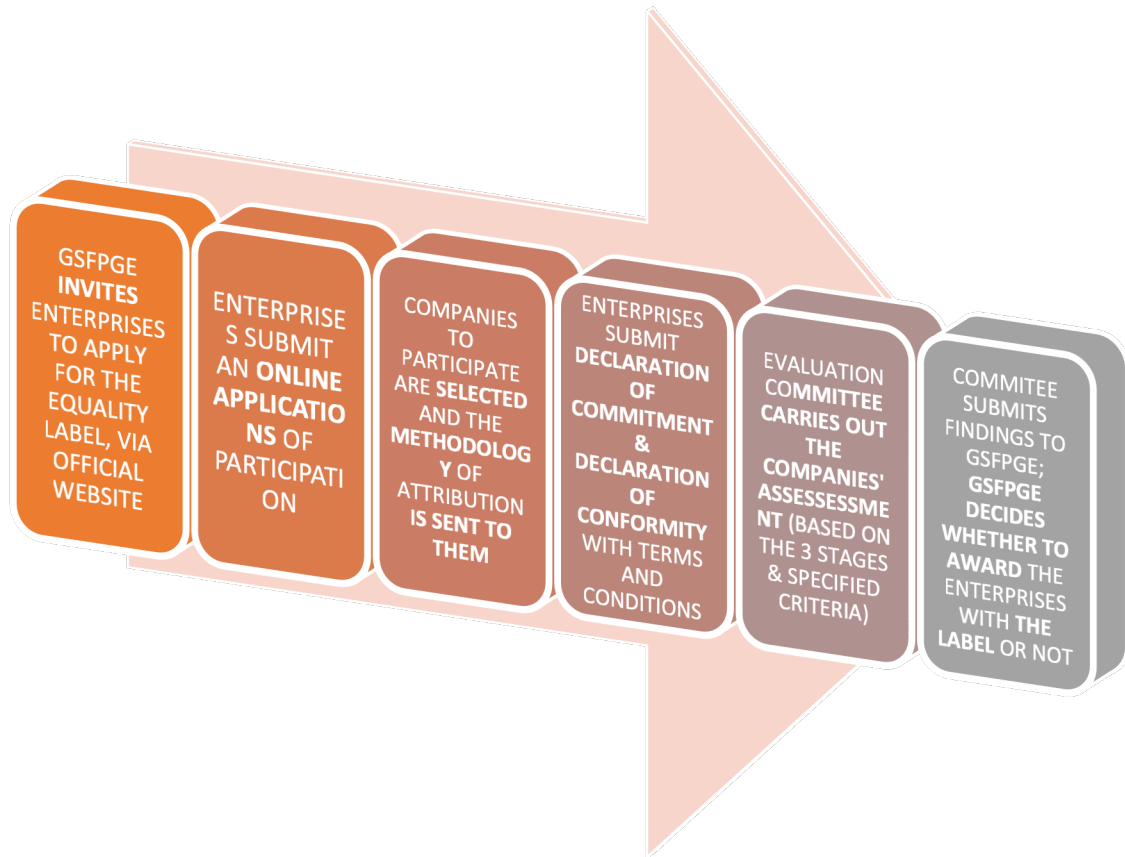 GSFPGE
INVITES
ENTERPRISES
TO APPLY
FOR THE
EQUALITY
LABEL, VIA
OFFICIAL
WEBSITE
ENTERPRISE
S SUBMIT
AN ONLINE
APPLICATIO
NS OF
PARTICIPATI
ON
COMPANIES
TO
PARTICIPATE
ARE SELECTED
AND THE
METHODOLOG
Y OF
ATTRIBUTION
IS SENT TO
THEM
ENTERPRISES
SUBMIT
DECLARATION
OF
COMMITMENT
&
DECLARATION
OF
CONFORMITY
WITH TERMS
AND
CONDITIONS
EVALUATION
COMMITTEE
CARRIES OUT
THE
COMPANIES'
ASSESSESSME
NT (BASED ON
THE 3 STAGES
& SPECIFIED
CRITERIA)
COMMITEE
SUBMITS
FINDINGS TO
GSFPGE;
GSFPGE
DECIDES
WHETHER TO
AWARD THE
ENTERPRISES
WITH THE
LABEL OR NOT